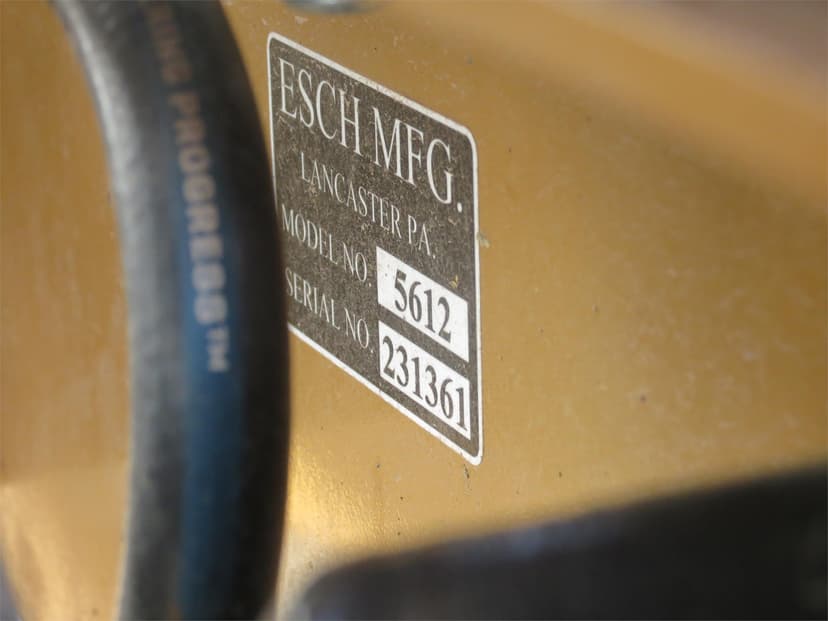 ESCH MFG.
LANCASTER PA.
MODEL NO. 5612
SERIAL NO. 231361
PROGRESS™